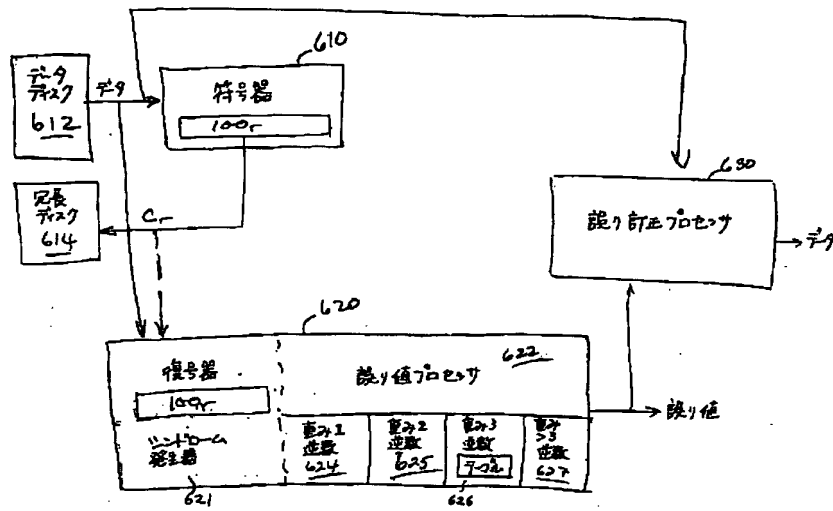 610
データ
ディスク
612
データ
符号器
100r
冗長
ディスク
614
Cr
630
誤り訂正プロセッサ
データ
620
復号器
100r
シンドローム
発生器
621
誤り値プロセッサ
622
重み1
逆数
624
重み2
逆数
625
重み3
逆数
テーブル
626
重み
>3
逆数
627
誤り値